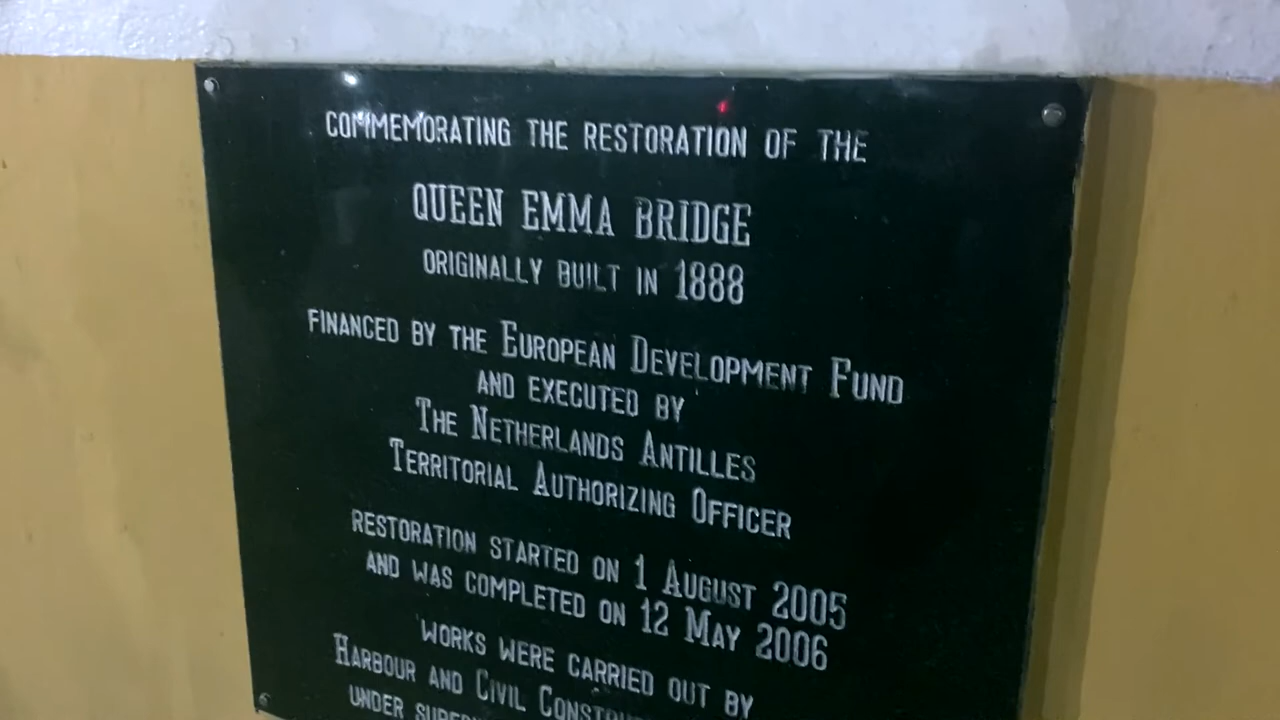 COMMEMORATING THE RESTORATION OF THE
QUEEN EMMA BRIDGE
ORIGINALLY BUILT IN 1888
FINANCED BY THE EUROPEAN DEVELOPMENT FUND
AND EXECUTED BY
THE NETHERLANDS ANTILLES
TERRITORIAL AUTHORIZING OFFICER
RESTORATION STARTED ON 1 AUGUST 2005
AND WAS COMPLETED ON 12 MAY 2006
WORKS WERE CARRIED OUT BY
HARBOUR AND CIVIL
UNDER